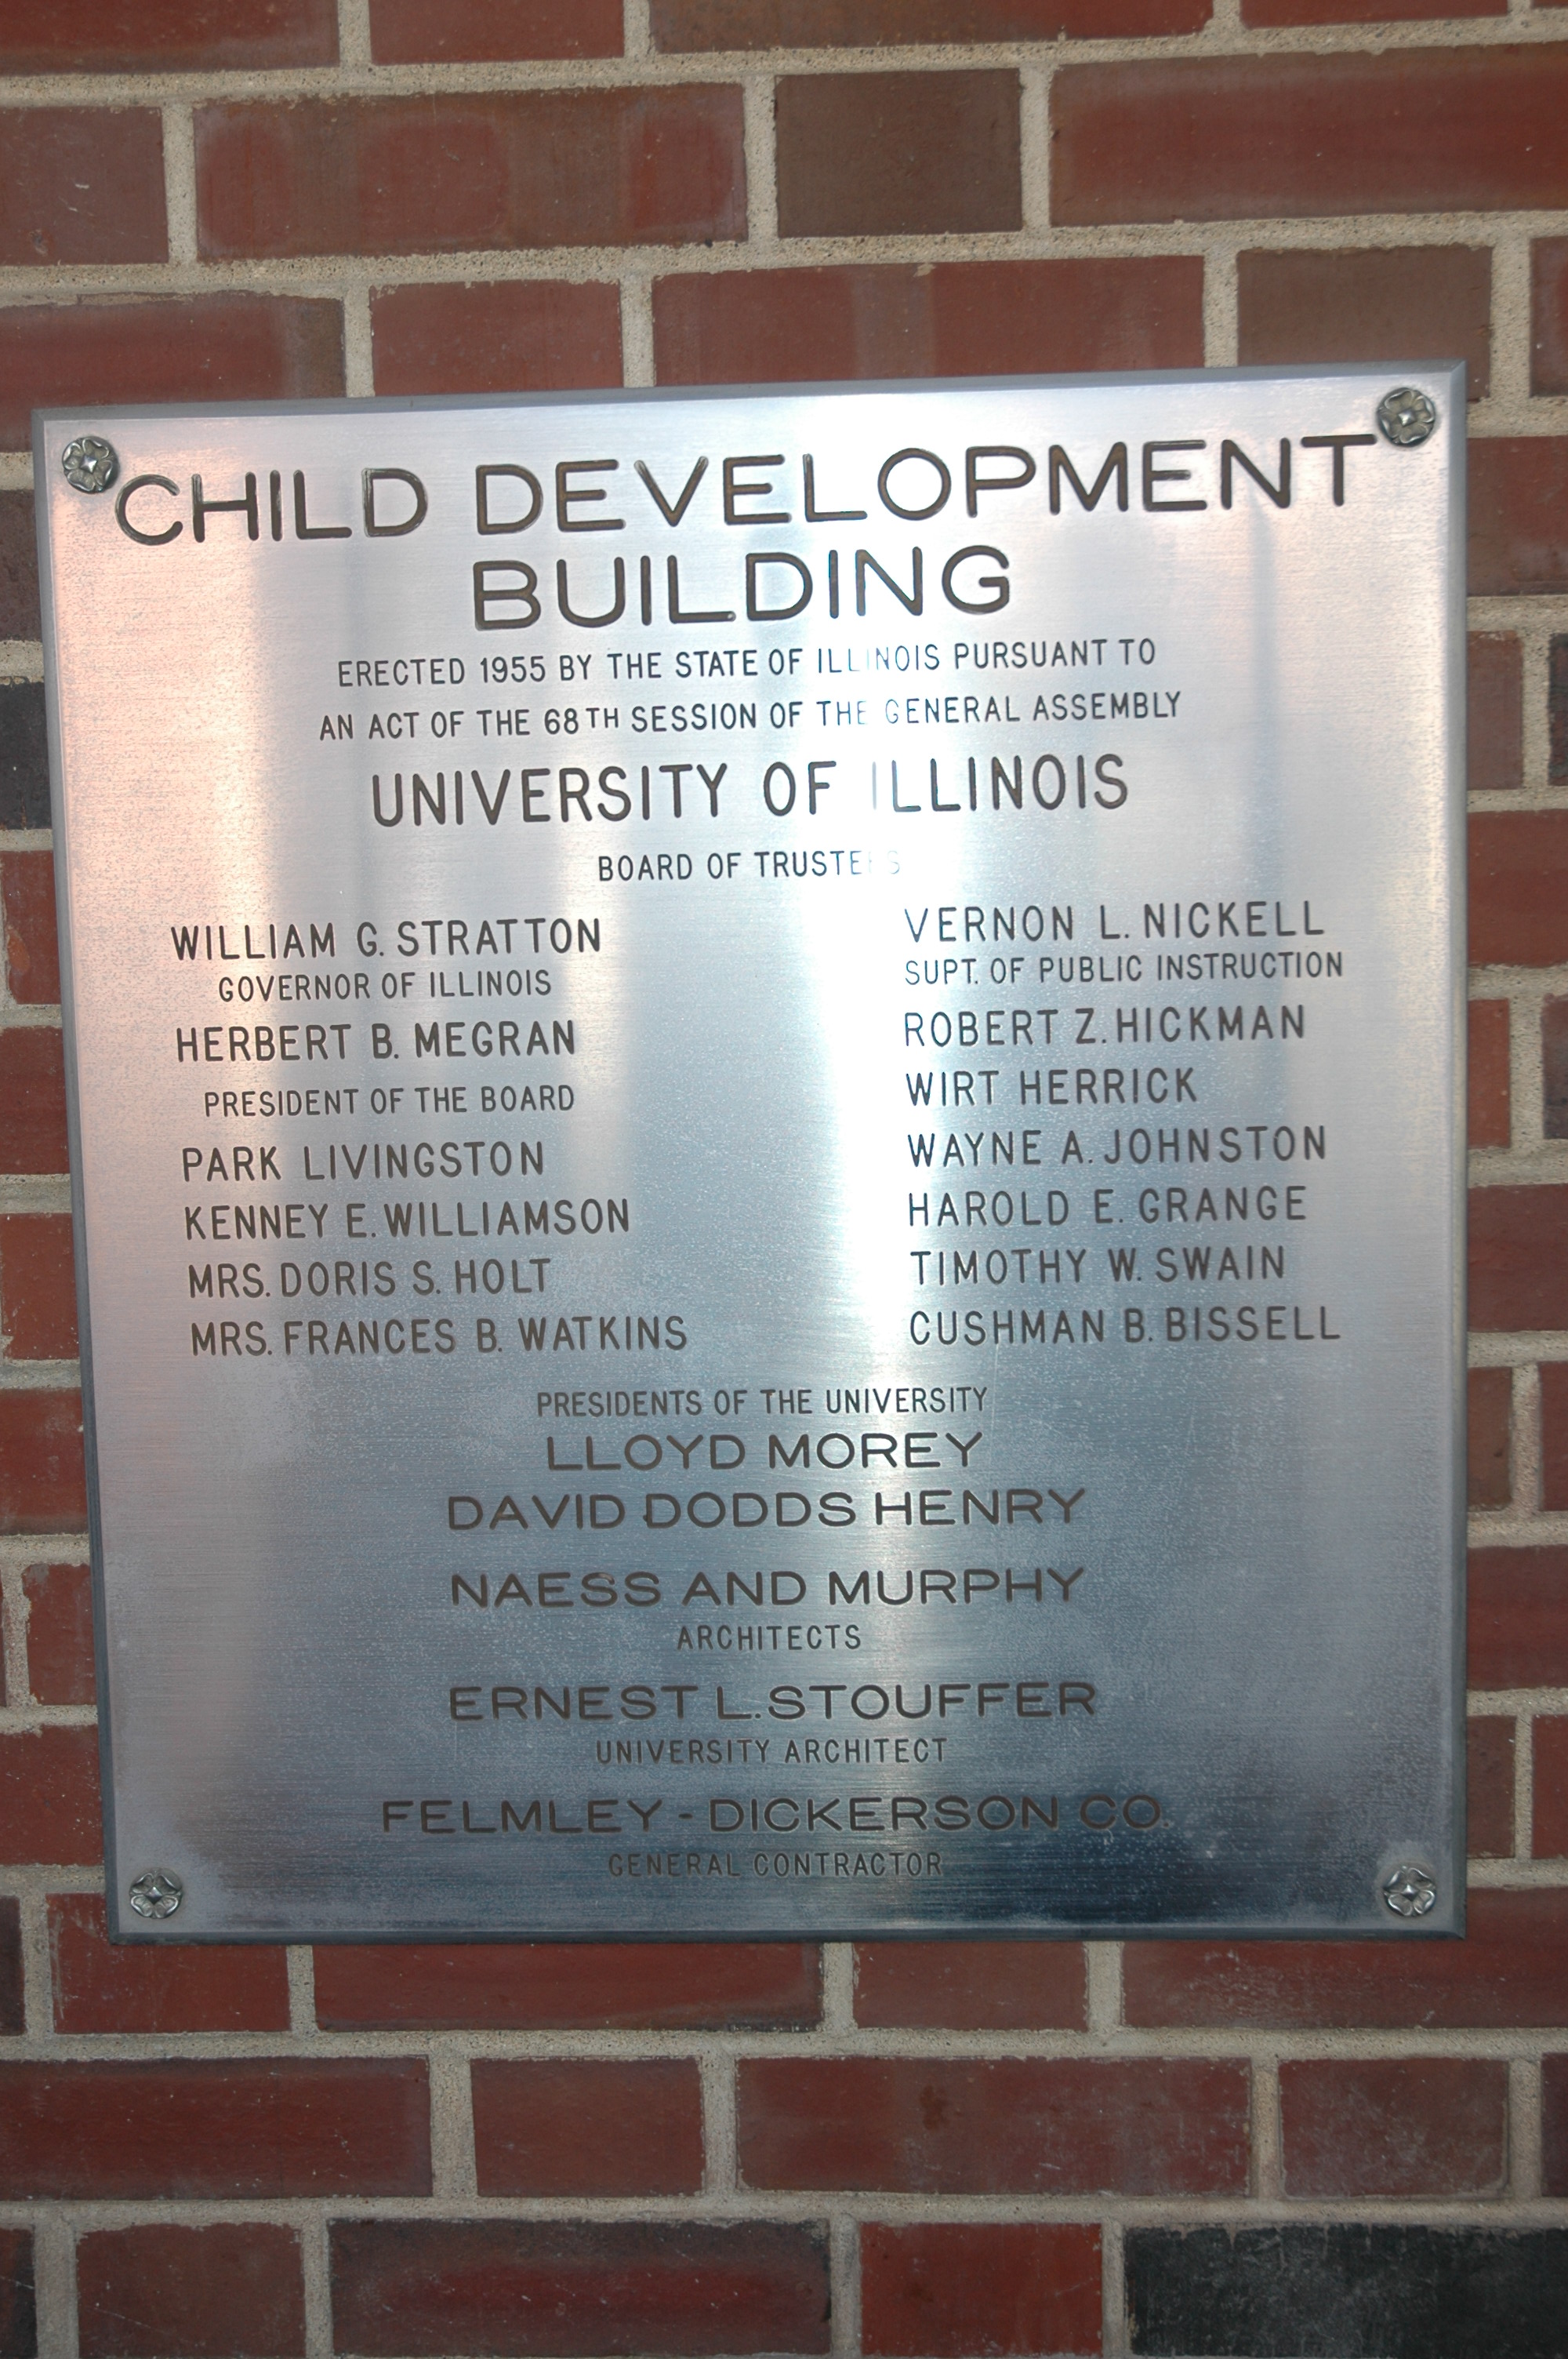 CHILD DEVELOPMENT
BUILDING
ERECTED 1955 BY THE STATE OF ILLINOIS PURSUANT TO
AN ACT OF THE 68TH SESSION OF THE GENERAL ASSEMBLY
UNIVERSITY OF ILLINOIS
BOARD OF TRUSTEES
WILLIAM G. STRATTON
GOVERNOR OF ILLINOIS
HERBERT B. MEGRAN
PRESIDENT OF THE BOARD
PARK LIVINGSTON
KENNEY E. WILLIAMSON
MRS. DORIS S. HOLT
MRS. FRANCES B. WATKINS
VERNON L. NICKELL
SUPT. OF PUBLIC INSTRUCTION
ROBERT Z. HICKMAN
WIRT HERRICK
WAYNE A. JOHNSTON
HAROLD E. GRANGE
TIMOTHY W. SWAIN
CUSHMAN B. BISSELL
PRESIDENTS OF THE UNIVERSITY
LLOYD MOREY
DAVID DODDS HENRY
NAESS AND MURPHY
ARCHITECTS
ERNEST L. STOUFFER
UNIVERSITY ARCHITECT
FELMLEY - DICKERSON CO.
GENERAL CONTRACTOR